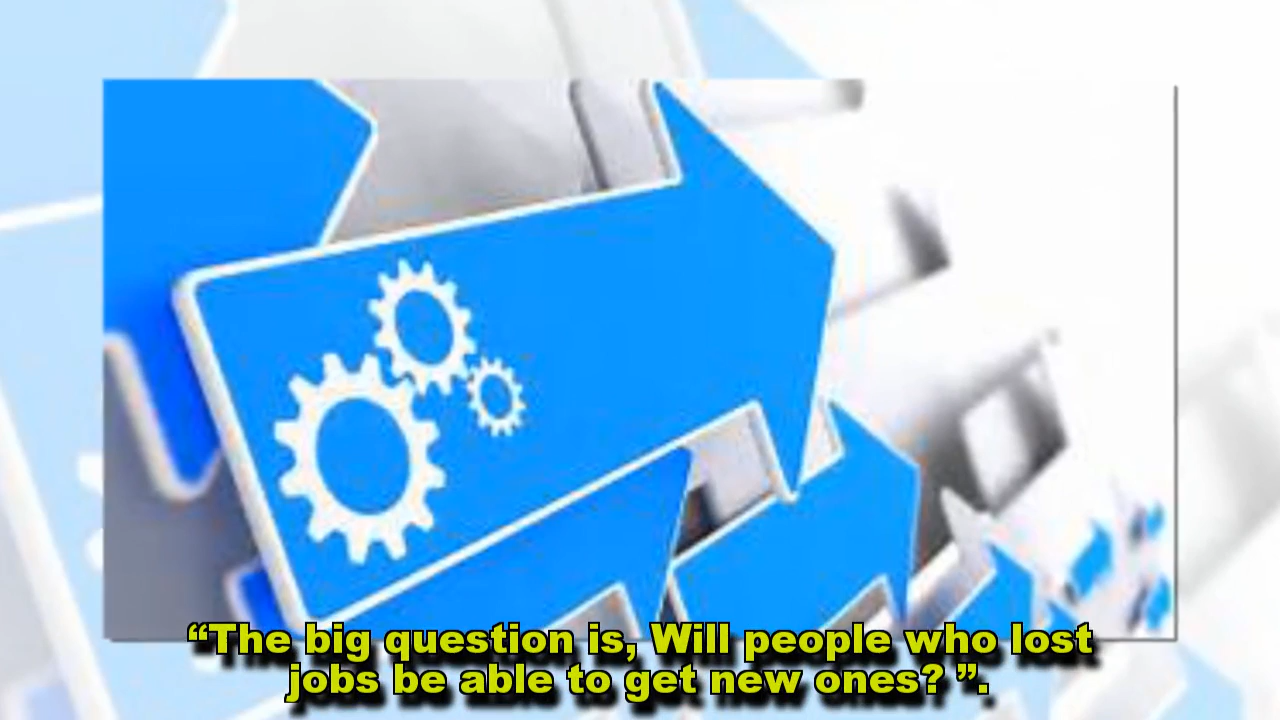 “The big question is, Will people who lost
jobs be able to get new ones? ”.